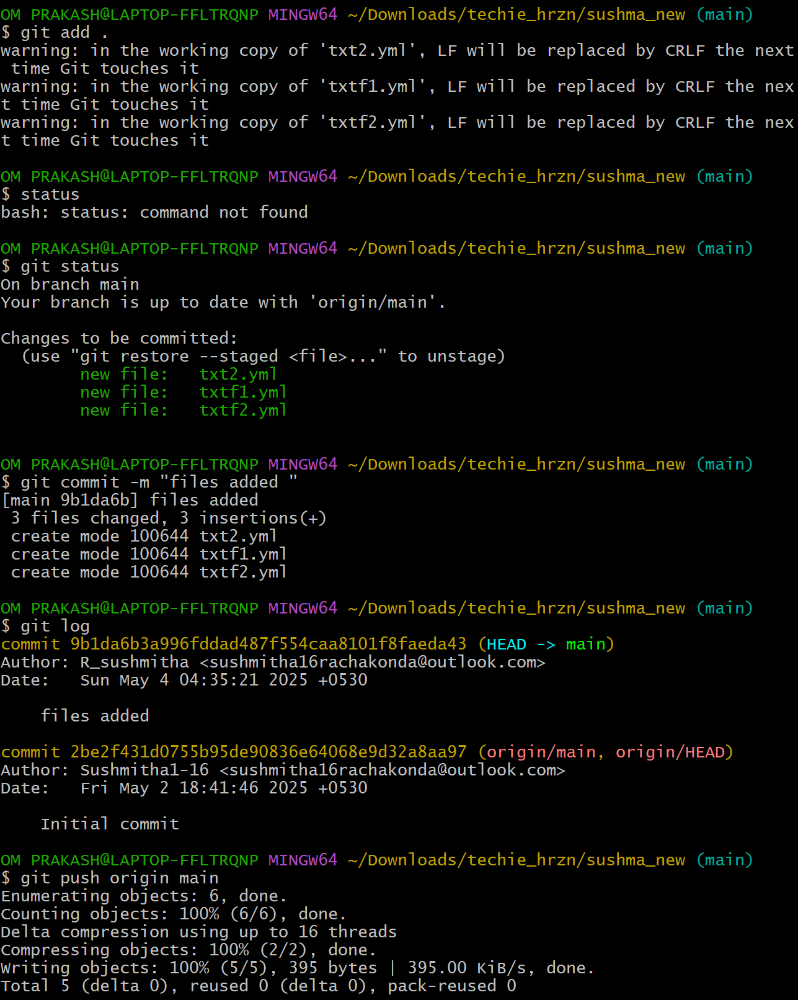 OM PRAKASH@LAPTOP-FFLTRQNP MINGW64 ~/Downloads/techie_hrzn/sushma_new (main)
$ git add .
warning: in the working copy of 'txt2.yml', LF will be replaced by CRLF the next
 time Git touches it
warning: in the working copy of 'txtf1.yml', LF will be replaced by CRLF the nex
t time Git touches it
warning: in the working copy of 'txtf2.yml', LF will be replaced by CRLF the nex
t time Git touches it
OM PRAKASH@LAPTOP-FFLTRQNP MINGW64 ~/Downloads/techie_hrzn/sushma_new (main)
$ status
bash: status: command not found
OM PRAKASH@LAPTOP-FFLTRQNP MINGW64 ~/Downloads/techie_hrzn/sushma_new (main)
$ git status
On branch main
Your branch is up to date with 'origin/main'.
Changes to be committed:
  (use "git restore --staged <file>..." to unstage)
        new file:   txt2.yml
        new file:   txtf1.yml
        new file:   txtf2.yml
OM PRAKASH@LAPTOP-FFLTRQNP MINGW64 ~/Downloads/techie_hrzn/sushma_new (main)
$ git commit -m "files added "
[main 9b1da6b] files added
 3 files changed, 3 insertions(+)
 create mode 100644 txt2.yml
 create mode 100644 txtf1.yml
 create mode 100644 txtf2.yml
OM PRAKASH@LAPTOP-FFLTRQNP MINGW64 ~/Downloads/techie_hrzn/sushma_new (main)
$ git log
commit 9b1da6b3a996fddad487f554caa8101f8faeda43 (HEAD -> main)
Author: R_sushmitha <sushmitha16rachakonda@outlook.com>
Date:   Sun May 4 04:35:21 2025 +0530
    files added
commit 2be2f431d0755b95de90836e64068e9d32a8aa97 (origin/main, origin/HEAD)
Author: Sushmitha1-16 <sushmitha16rachakonda@outlook.com>
Date:   Fri May 2 18:41:46 2025 +0530
    Initial commit
OM PRAKASH@LAPTOP-FFLTRQNP MINGW64 ~/Downloads/techie_hrzn/sushma_new (main)
$ git push origin main
Enumerating objects: 6, done.
Counting objects: 100% (6/6), done.
Delta compression using up to 16 threads
Compressing objects: 100% (2/2), done.
Writing objects: 100% (5/5), 395 bytes | 395.00 KiB/s, done.
Total 5 (delta 0), reused 0 (delta 0), pack-reused 0